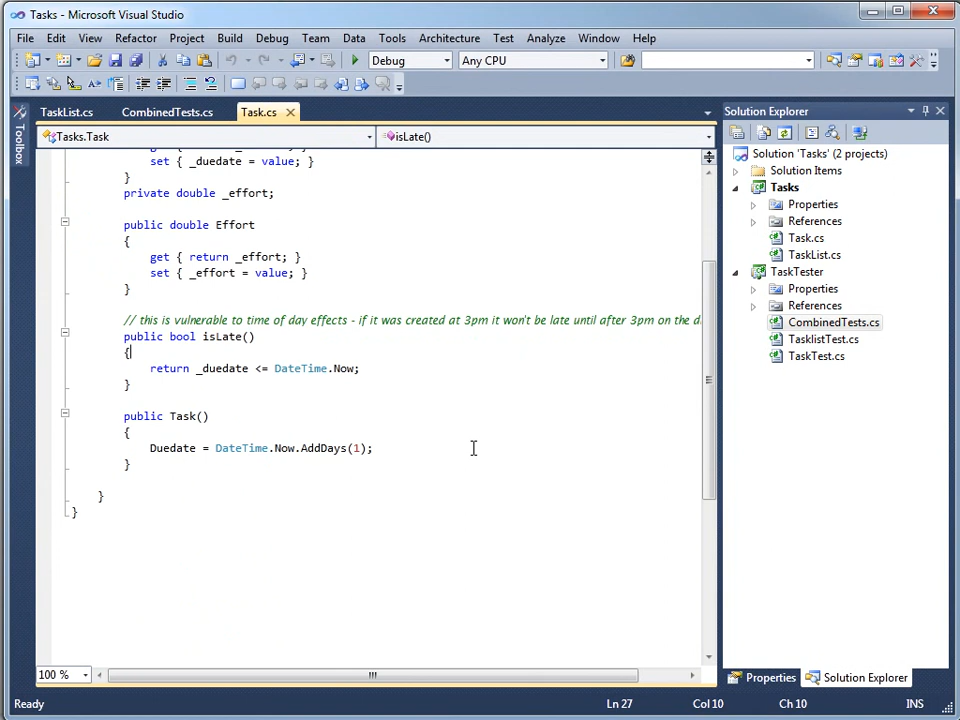 Tasks - Microsoft Visual Studio
File Edit View Refactor Project Build Debug Team Data Tools Architecture Test Analyze Window Help
Debug Any CPU
Toolbox
TaskList.cs CombinedTests.cs Task.cs
Tasks.Task isLate()
set { _duedate = value; }
}
private double _effort;
public double Effort
{
get { return _effort; }
set { _effort = value; }
}
// this is vulnerable to time of day effects - if it was created at 3pm it won't be late until after 3pm on the
public bool isLate()
{
return _duedate <= DateTime.Now;
}
public Task()
{
Duedate = DateTime.Now.AddDays(1);
}
}
}
100 %
Solution Explorer
Solution 'Tasks' (2 projects)
Solution Items
Tasks
Properties
References
Task.cs
TaskList.cs
TaskTester
Properties
References
CombinedTests.cs
TasklistTest.cs
TaskTest.cs
Properties Solution Explorer
Ready Ln 27 Col 10 Ch 10 INS